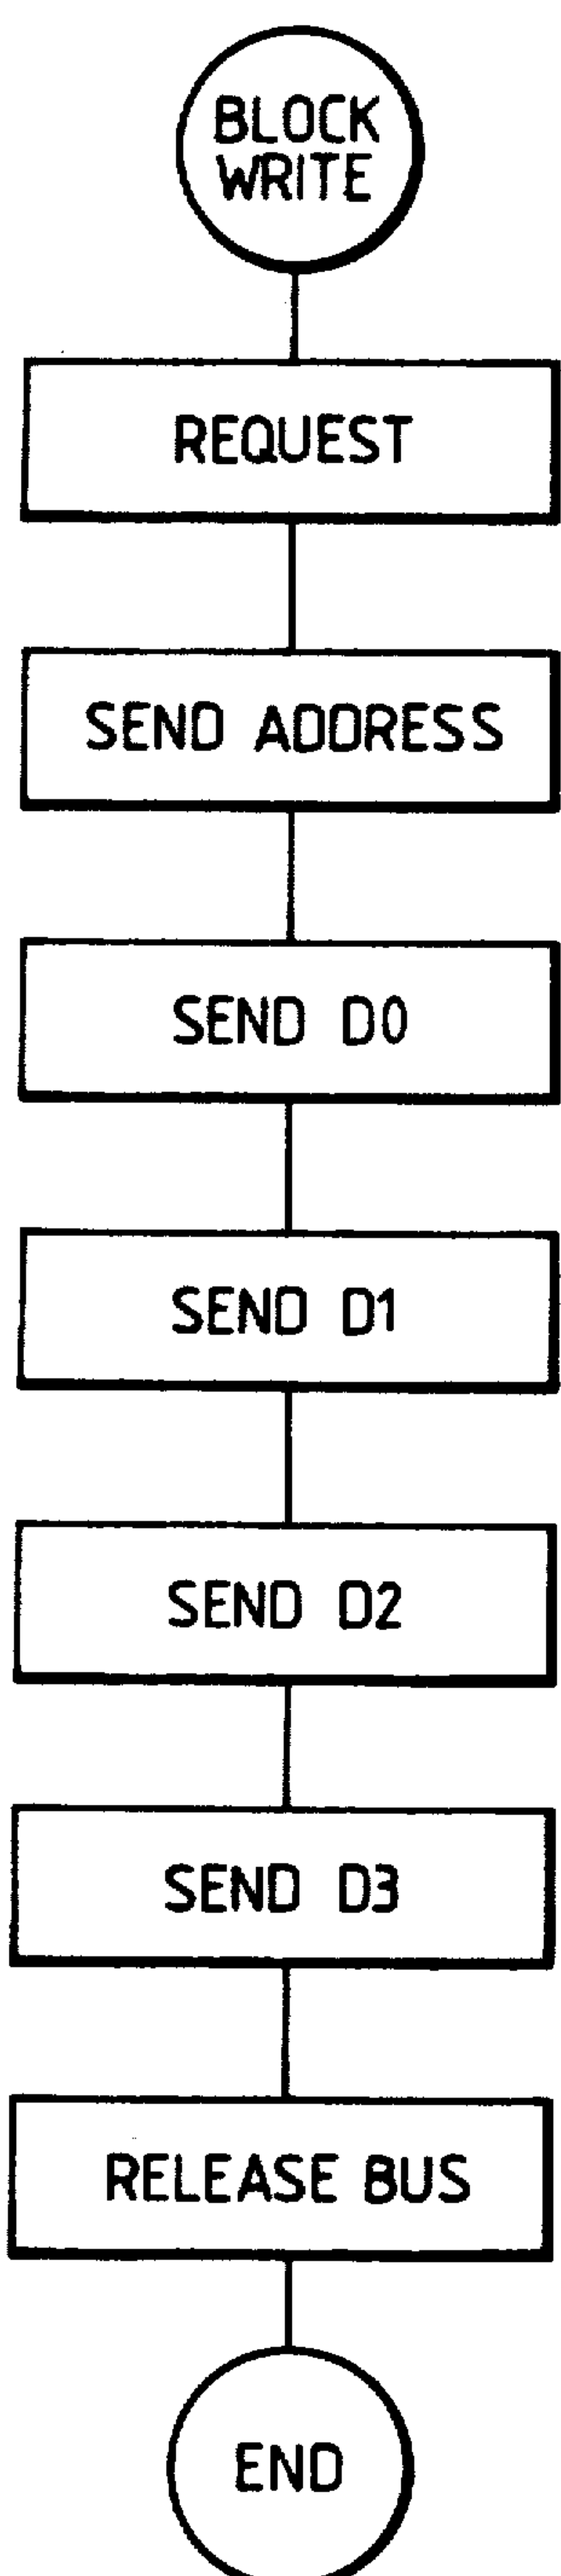 BLOCK
WRITE
REQUEST
SEND ADDRESS
SEND D0
SEND D1
SEND D2
SEND D3
RELEASE BUS
END